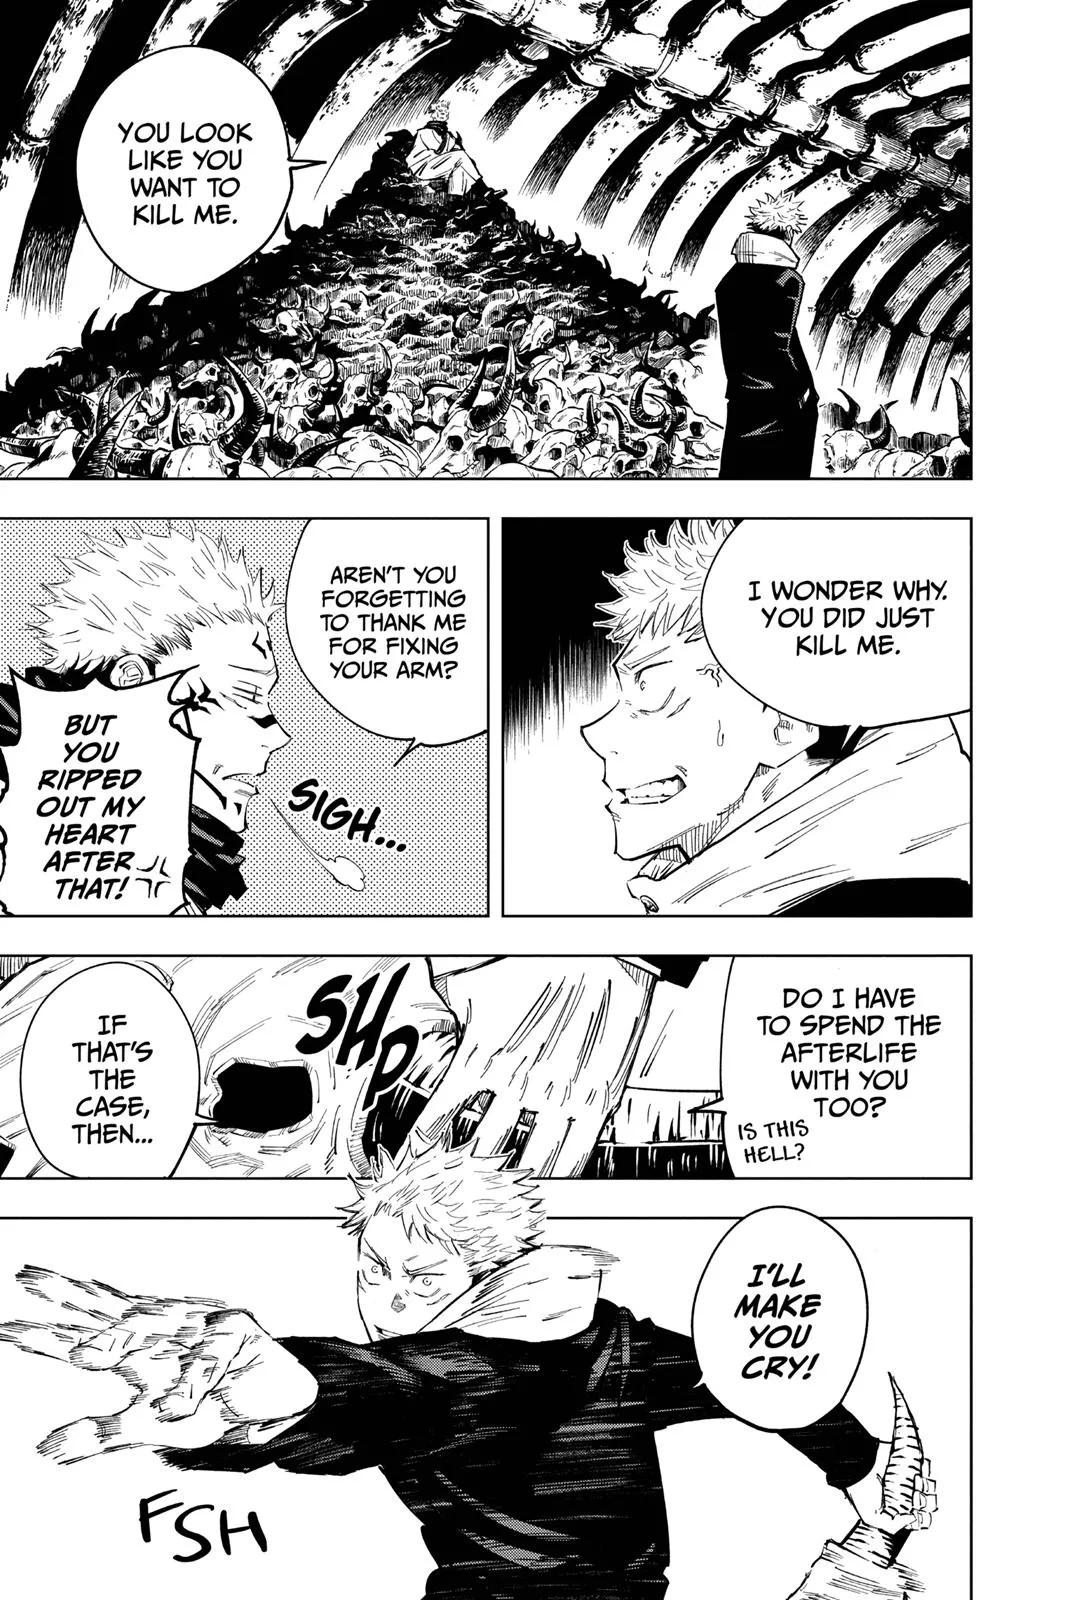 YOU LOOK
LIKE YOU
WANT TO
KILL ME.
I WONDER WHY.
YOU DID JUST
KILL ME.
AREN'T YOU
FORGETTING
TO THANK ME
FOR FIXING
YOUR ARM?
SIGH...
BUT
YOU
RIPPED
OUT MY
HEART
AFTER
THAT!
DO I HAVE
TO SPEND THE
AFTERLIFE
WITH YOU
TOO?
IS THIS
HELL?
SHP
IF
THAT'S
THE
CASE,
THEN...
I'LL
MAKE
YOU
CRY!
FSH